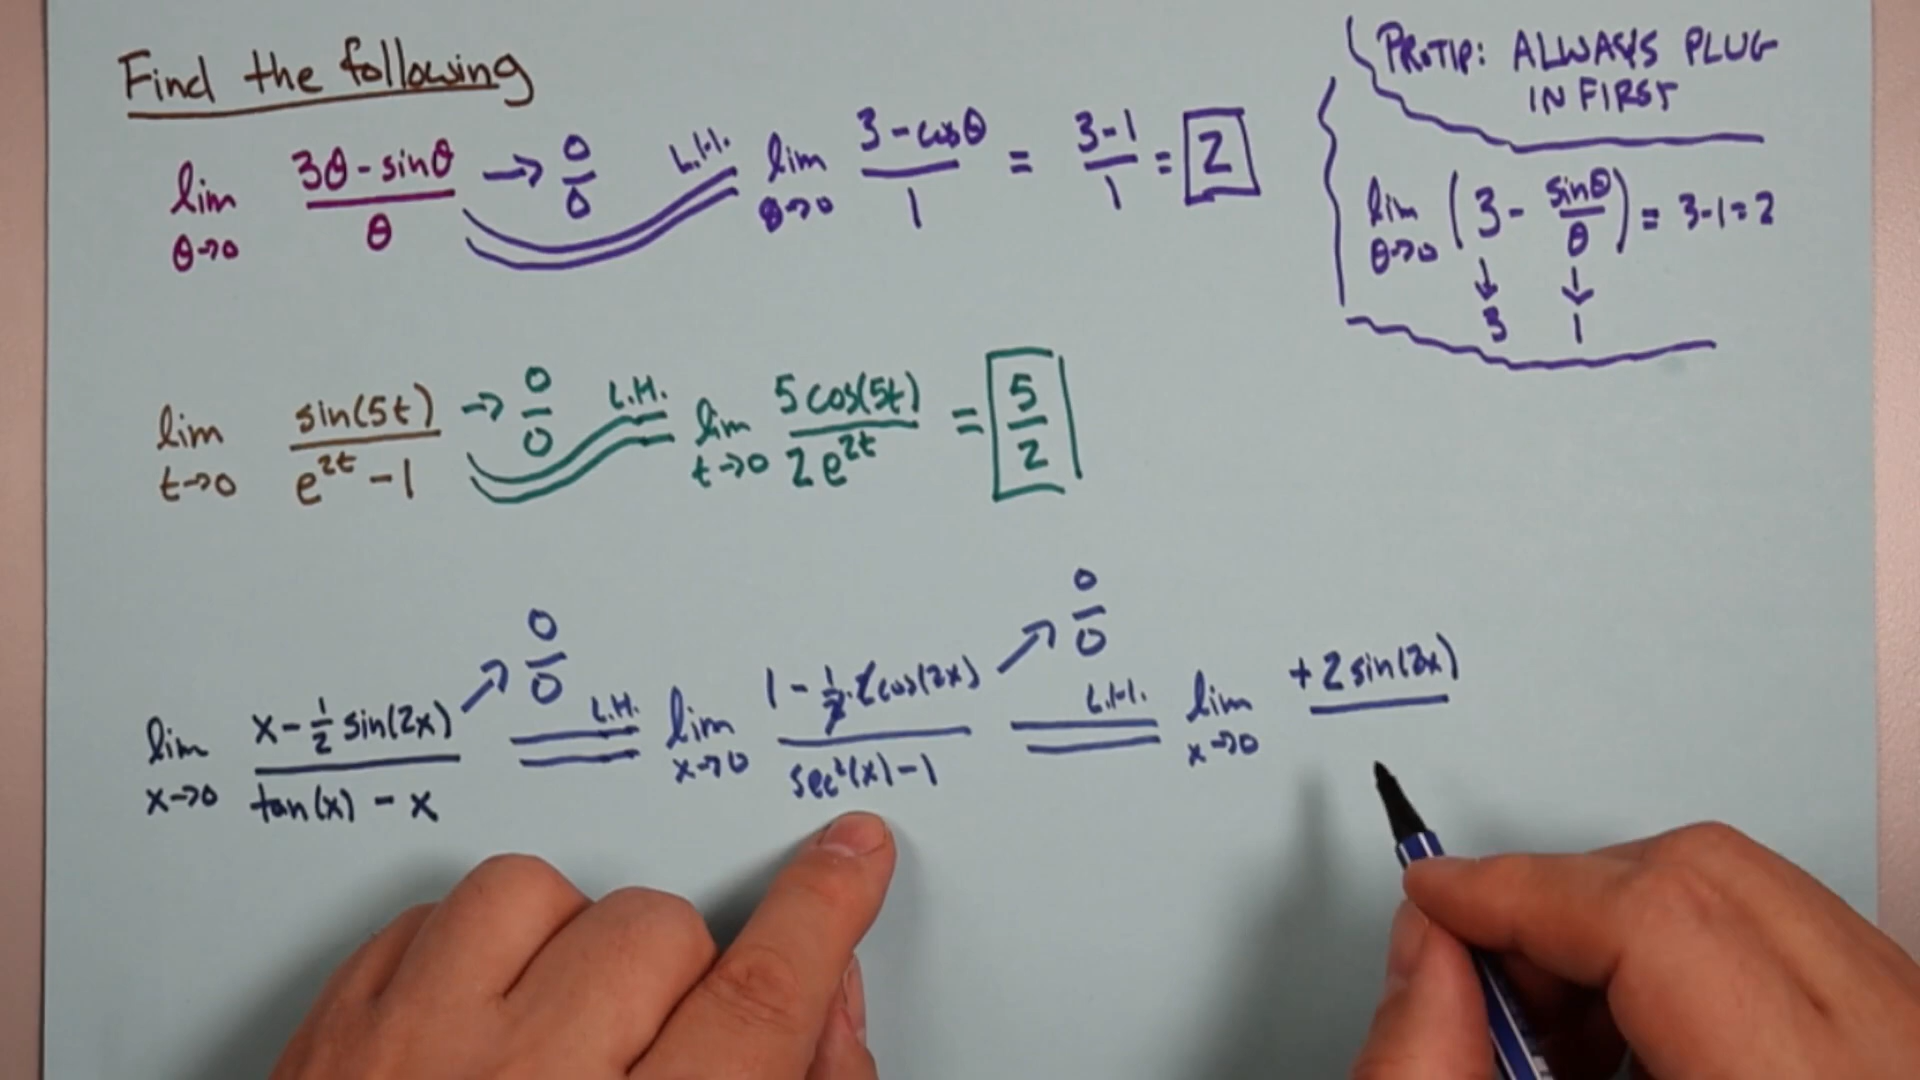 Find the following
lim θ→0 (3θ - sinθ)/θ → 0/0 L.H. lim θ→0 (3 - cosθ)/1 = (3-1)/1 = 2
PROTIP: ALWAYS PLUG
IN FIRST
lim θ→0 (3 - sinθ/θ) = 3-1=2
↓ ↓
3 1
lim t→0 sin(5t)/(e^2t - 1) → 0/0 L.H. lim t→0 5cos(5t)/(2e^2t) = 5/2
lim x→0 (x - 1/2 sin(2x))/(tan(x) - x) → 0/0 L.H. lim x→0 (1 - 1/2·2cos(2x))/(sec²(x) - 1) → 0/0 L.H. lim x→0 +2sin(2x)